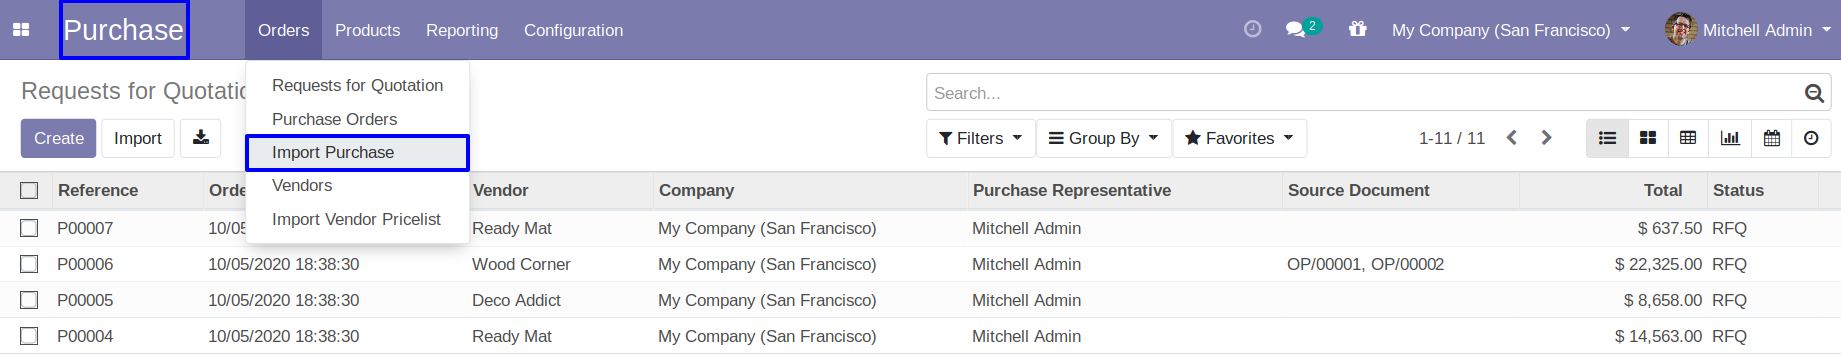 Purchase Orders Products Reporting Configuration 2 My Company (San Francisco) Mitchell Admin
Requests for Quotatio
Requests for Quotation
Search...
Purchase Orders
Create Import
Import Purchase
Filters Group By Favorites 1-11 / 11
Vendors
Import Vendor Pricelist
Reference Orde Vendor Company Purchase Representative Source Document Total Status
P00007 10/05 Ready Mat My Company (San Francisco) Mitchell Admin $ 637.50 RFQ
P00006 10/05/2020 18:38:30 Wood Corner My Company (San Francisco) Mitchell Admin OP/00001, OP/00002 $ 22,325.00 RFQ
P00005 10/05/2020 18:38:30 Deco Addict My Company (San Francisco) Mitchell Admin $ 8,658.00 RFQ
P00004 10/05/2020 18:38:30 Ready Mat My Company (San Francisco) Mitchell Admin $ 14,563.00 RFQ